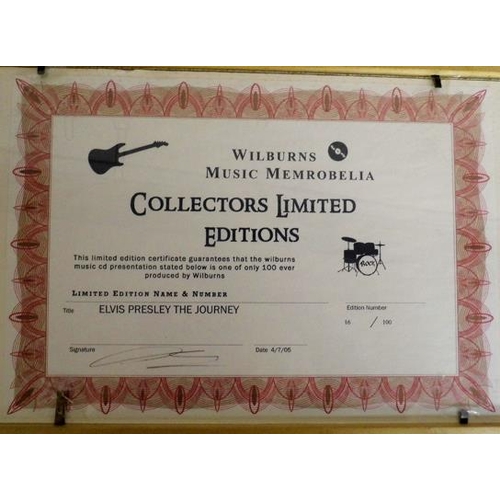 WILBURNS
MUSIC MEMROBELIA
COLLECTORS LIMITED
EDITIONS
This limited edition certificate guarantees that the wilburns
music cd presentation stated below is one of only 100 ever
produced by Wilburns
ROCK
LIMITED EDITION NAME & NUMBER
Title ELVIS PRESLEY THE JOURNEY
Edition Number
/ 100
Signature
Date 4/7/05